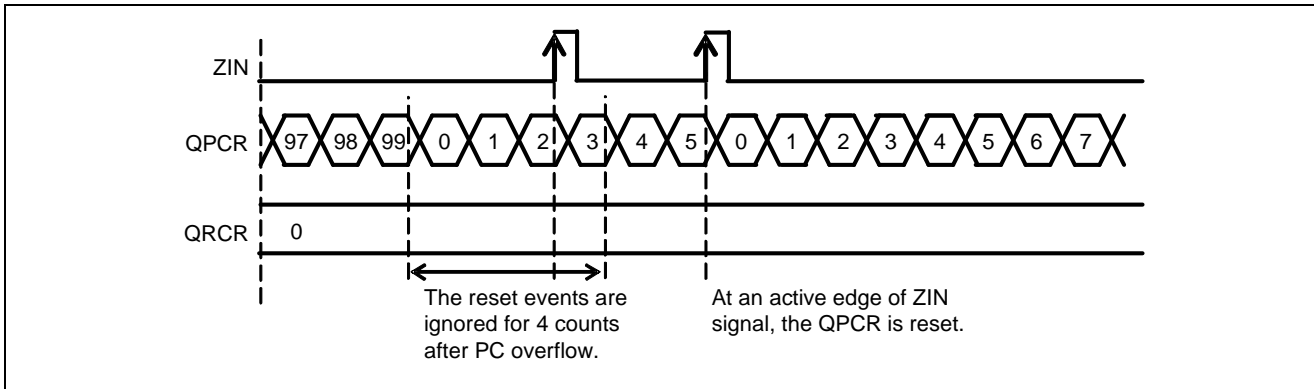 ZIN
QPCR 97 98 99 0 1 2 3 4 5 0 1 2 3 4 5 6 7
QRCR 0
The reset events are
ignored for 4 counts
after PC overflow.
At an active edge of ZIN
signal, the QPCR is reset.